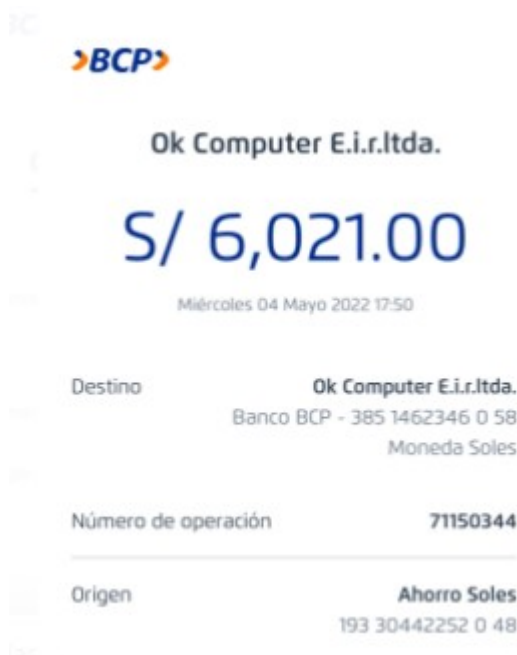 >BCP>
Ok Computer E.i.r.ltda.
S/ 6,021.00
Miércoles 04 Mayo 2022 17:50
Destino Ok Computer E.i.r.ltda.
Banco BCP - 385 1462346 0 58
Moneda Soles
Número de operación 71150344
Origen Ahorro Soles
193 30442252 0 48